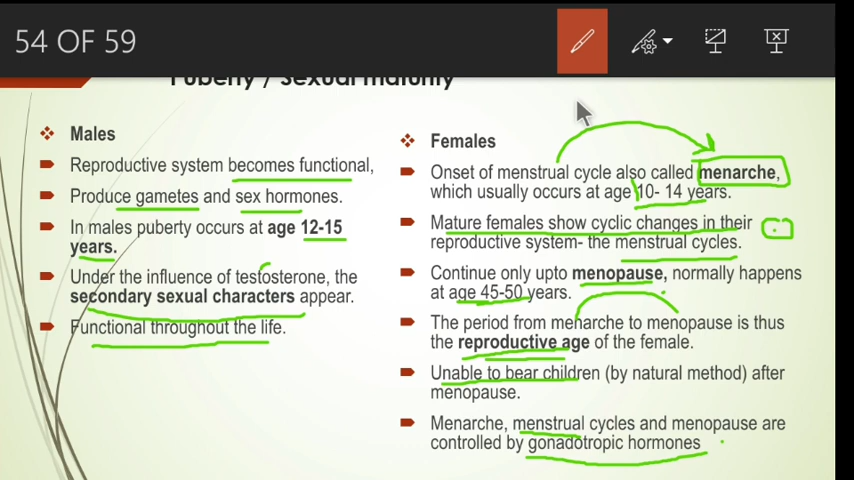 54 OF 59
Puberty / Sexual maturity
Males
Reproductive system becomes functional,
Produce gametes and sex hormones.
In males puberty occurs at age 12-15
years.
Under the influence of testosterone, the
secondary sexual characters appear.
Functional throughout the life.
Females
Onset of menstrual cycle also called menarche,
which usually occurs at age 10- 14 years.
Mature females show cyclic changes in their
reproductive system- the menstrual cycles.
Continue only upto menopause, normally happens
at age 45-50 years.
The period from menarche to menopause is thus
the reproductive age of the female.
Unable to bear children (by natural method) after
menopause.
Menarche, menstrual cycles and menopause are
controlled by gonadotropic hormones